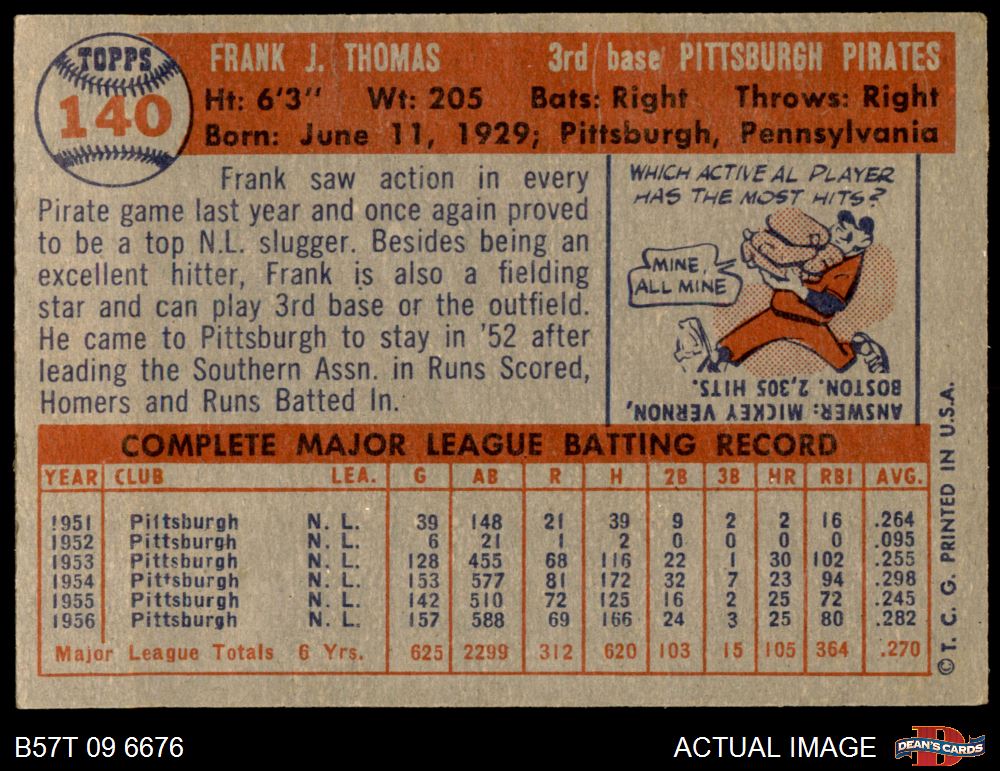 TOPPS
140
FRANK J. THOMAS 3rd base PITTSBURGH PIRATES
Ht: 6'3" Wt: 205 Bats: Right Throws: Right
Born: June 11, 1929; Pittsburgh, Pennsylvania
Frank saw action in every
Pirate game last year and once again proved
to be a top N.L. slugger. Besides being an
excellent hitter, Frank is also a fielding
star and can play 3rd base or the outfield.
He came to Pittsburgh to stay in '52 after
leading the Southern Assn. in Runs Scored,
Homers and Runs Batted In.
WHICH ACTIVE AL PLAYER
HAS THE MOST HITS?
MINE,
ALL MINE
ANSWER: MICKEY VERNON,
BOSTON. 2,305 HITS.
COMPLETE MAJOR LEAGUE BATTING RECORD
YEAR CLUB LEA. G AB R H 2B 3B HR RBI AVG.
1951 Pittsburgh N. L. 39 148 21 39 9 2 2 16 .264
1952 Pittsburgh N. L. 6 21 1 2 0 0 0 0 .095
1953 Pittsburgh N. L. 128 455 68 116 22 1 30 102 .255
1954 Pittsburgh N. L. 153 577 81 172 32 7 23 94 .298
1955 Pittsburgh N. L. 142 510 72 125 16 2 25 72 .245
1956 Pittsburgh N. L. 157 588 69 166 24 3 25 80 .282
Major League Totals 6 Yrs. 625 2299 312 620 103 15 105 364 .270
© T. C. G. PRINTED IN U.S.A.
B57T 09 6676
ACTUAL IMAGE
D
DEAN'S CARDS